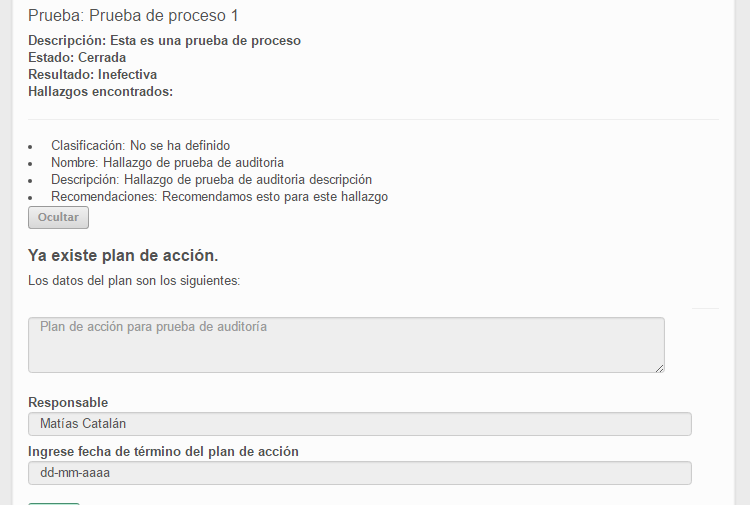 Prueba: Prueba de proceso 1
Descripción: Esta es una prueba de proceso
Estado: Cerrada
Resultado: Inefectiva
Hallazgos encontrados:
• Clasificación: No se ha definido
• Nombre: Hallazgo de prueba de auditoria
• Descripción: Hallazgo de prueba de auditoria descripción
• Recomendaciones: Recomendamos esto para este hallazgo
Ocultar
Ya existe plan de acción.
Los datos del plan son los siguientes:
Plan de acción para prueba de auditoría
Responsable
Matías Catalán
Ingrese fecha de término del plan de acción
dd-mm-aaaa